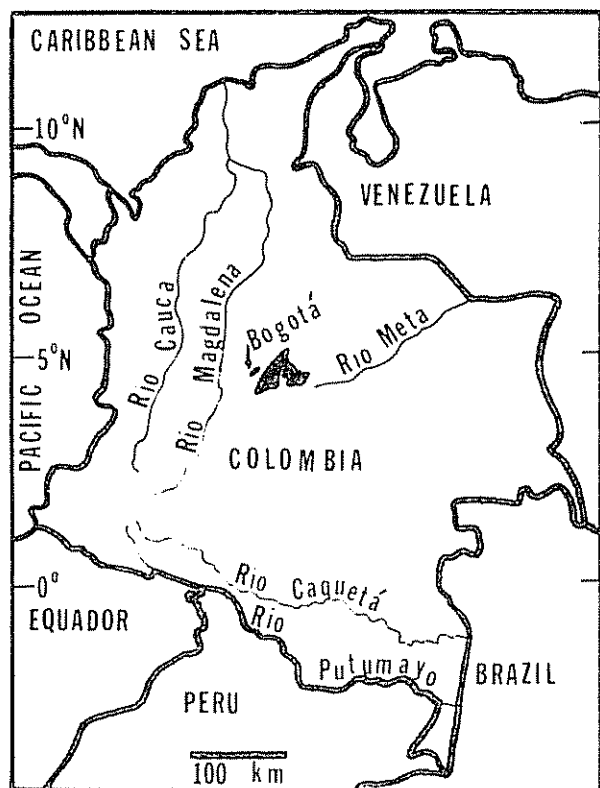 CARIBBEAN SEA
10°N
VENEZUELA
PACIFIC OCEAN
Rio Cauca
Rio Magdalena
Bogotá
5°N
Rio Meta
COLOMBIA
0°
Rio Caquetá
EQUADOR
Rio Putumayo
BRAZIL
PERU
100 km